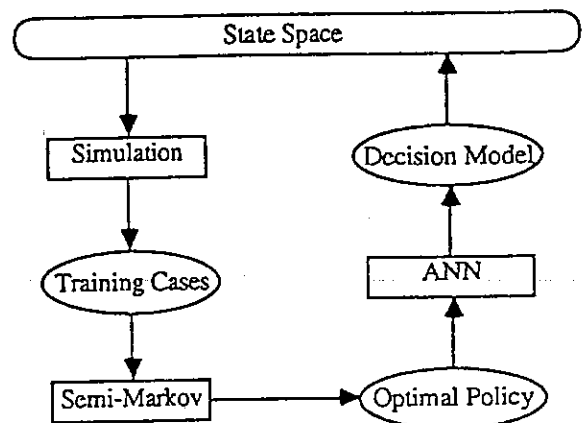 State Space
Simulation
Decision Model
Training Cases
ANN
Semi-Markov
Optimal Policy